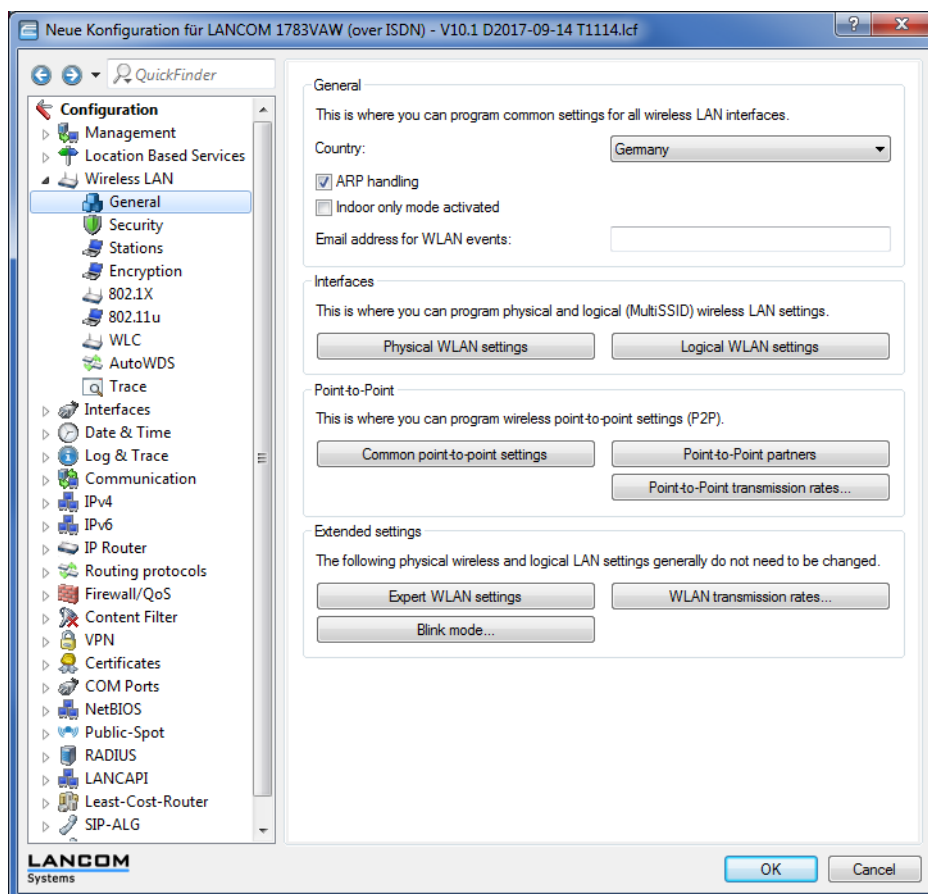 Neue Konfiguration für LANCOM 1783VAW (over ISDN) - V10.1 D2017-09-14 T1114.lcf
QuickFinder
Configuration
Management
Location Based Services
Wireless LAN
General
Security
Stations
Encryption
802.1X
802.11u
WLC
AutoWDS
Trace
Interfaces
Date & Time
Log & Trace
Communication
IPv4
IPv6
IP Router
Routing protocols
Firewall/QoS
Content Filter
VPN
Certificates
COM Ports
NetBIOS
Public-Spot
RADIUS
LANCAPI
Least-Cost-Router
SIP-ALG
General
This is where you can program common settings for all wireless LAN interfaces.
Country: Germany
ARP handling
Indoor only mode activated
Email address for WLAN events:
Interfaces
This is where you can program physical and logical (MultiSSID) wireless LAN settings.
Physical WLAN settings Logical WLAN settings
Point-to-Point
This is where you can program wireless point-to-point settings (P2P).
Common point-to-point settings Point-to-Point partners
Point-to-Point transmission rates...
Extended settings
The following physical wireless and logical LAN settings generally do not need to be changed.
Expert WLAN settings WLAN transmission rates...
Blink mode...
LANCOM
Systems
OK Cancel